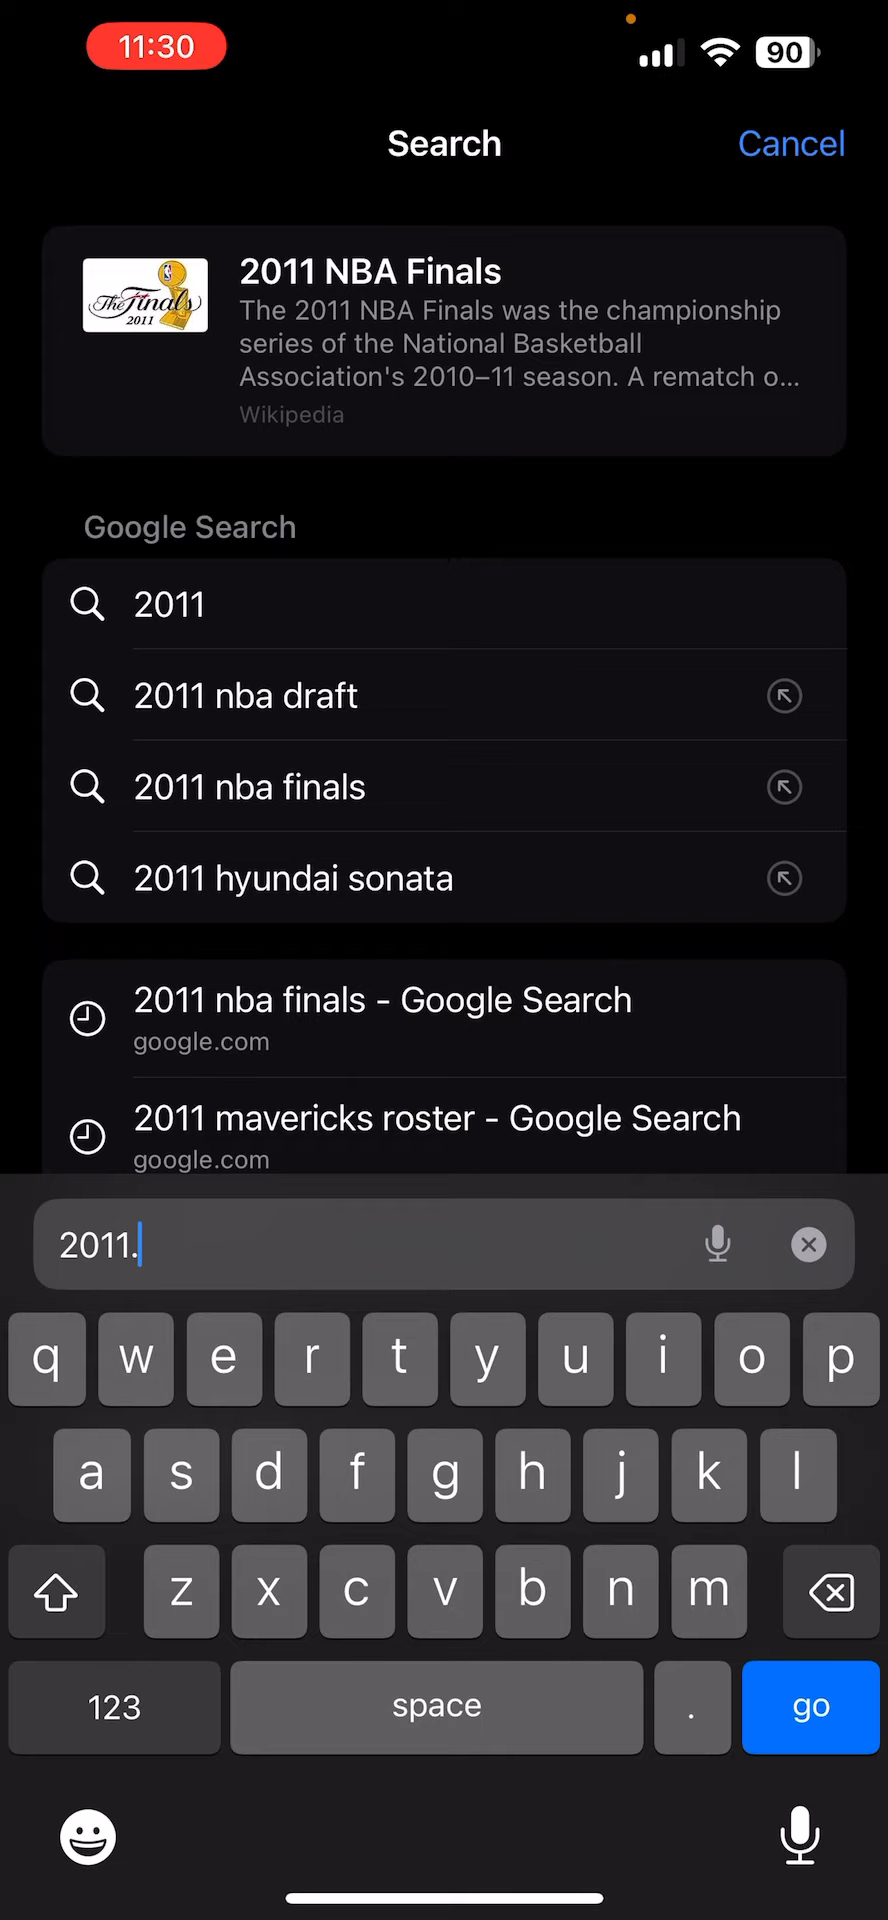 11:30
90
Search
Cancel
The Finals
2011
2011 NBA Finals
The 2011 NBA Finals was the championship
series of the National Basketball
Association's 2010–11 season. A rematch o...
Wikipedia
Google Search
2011
2011 nba draft
2011 nba finals
2011 hyundai sonata
2011 nba finals - Google Search
google.com
2011 mavericks roster - Google Search
google.com
2011.
q w e r t y u i o p
a s d f g h j k l
z x c v b n m
123 space . go